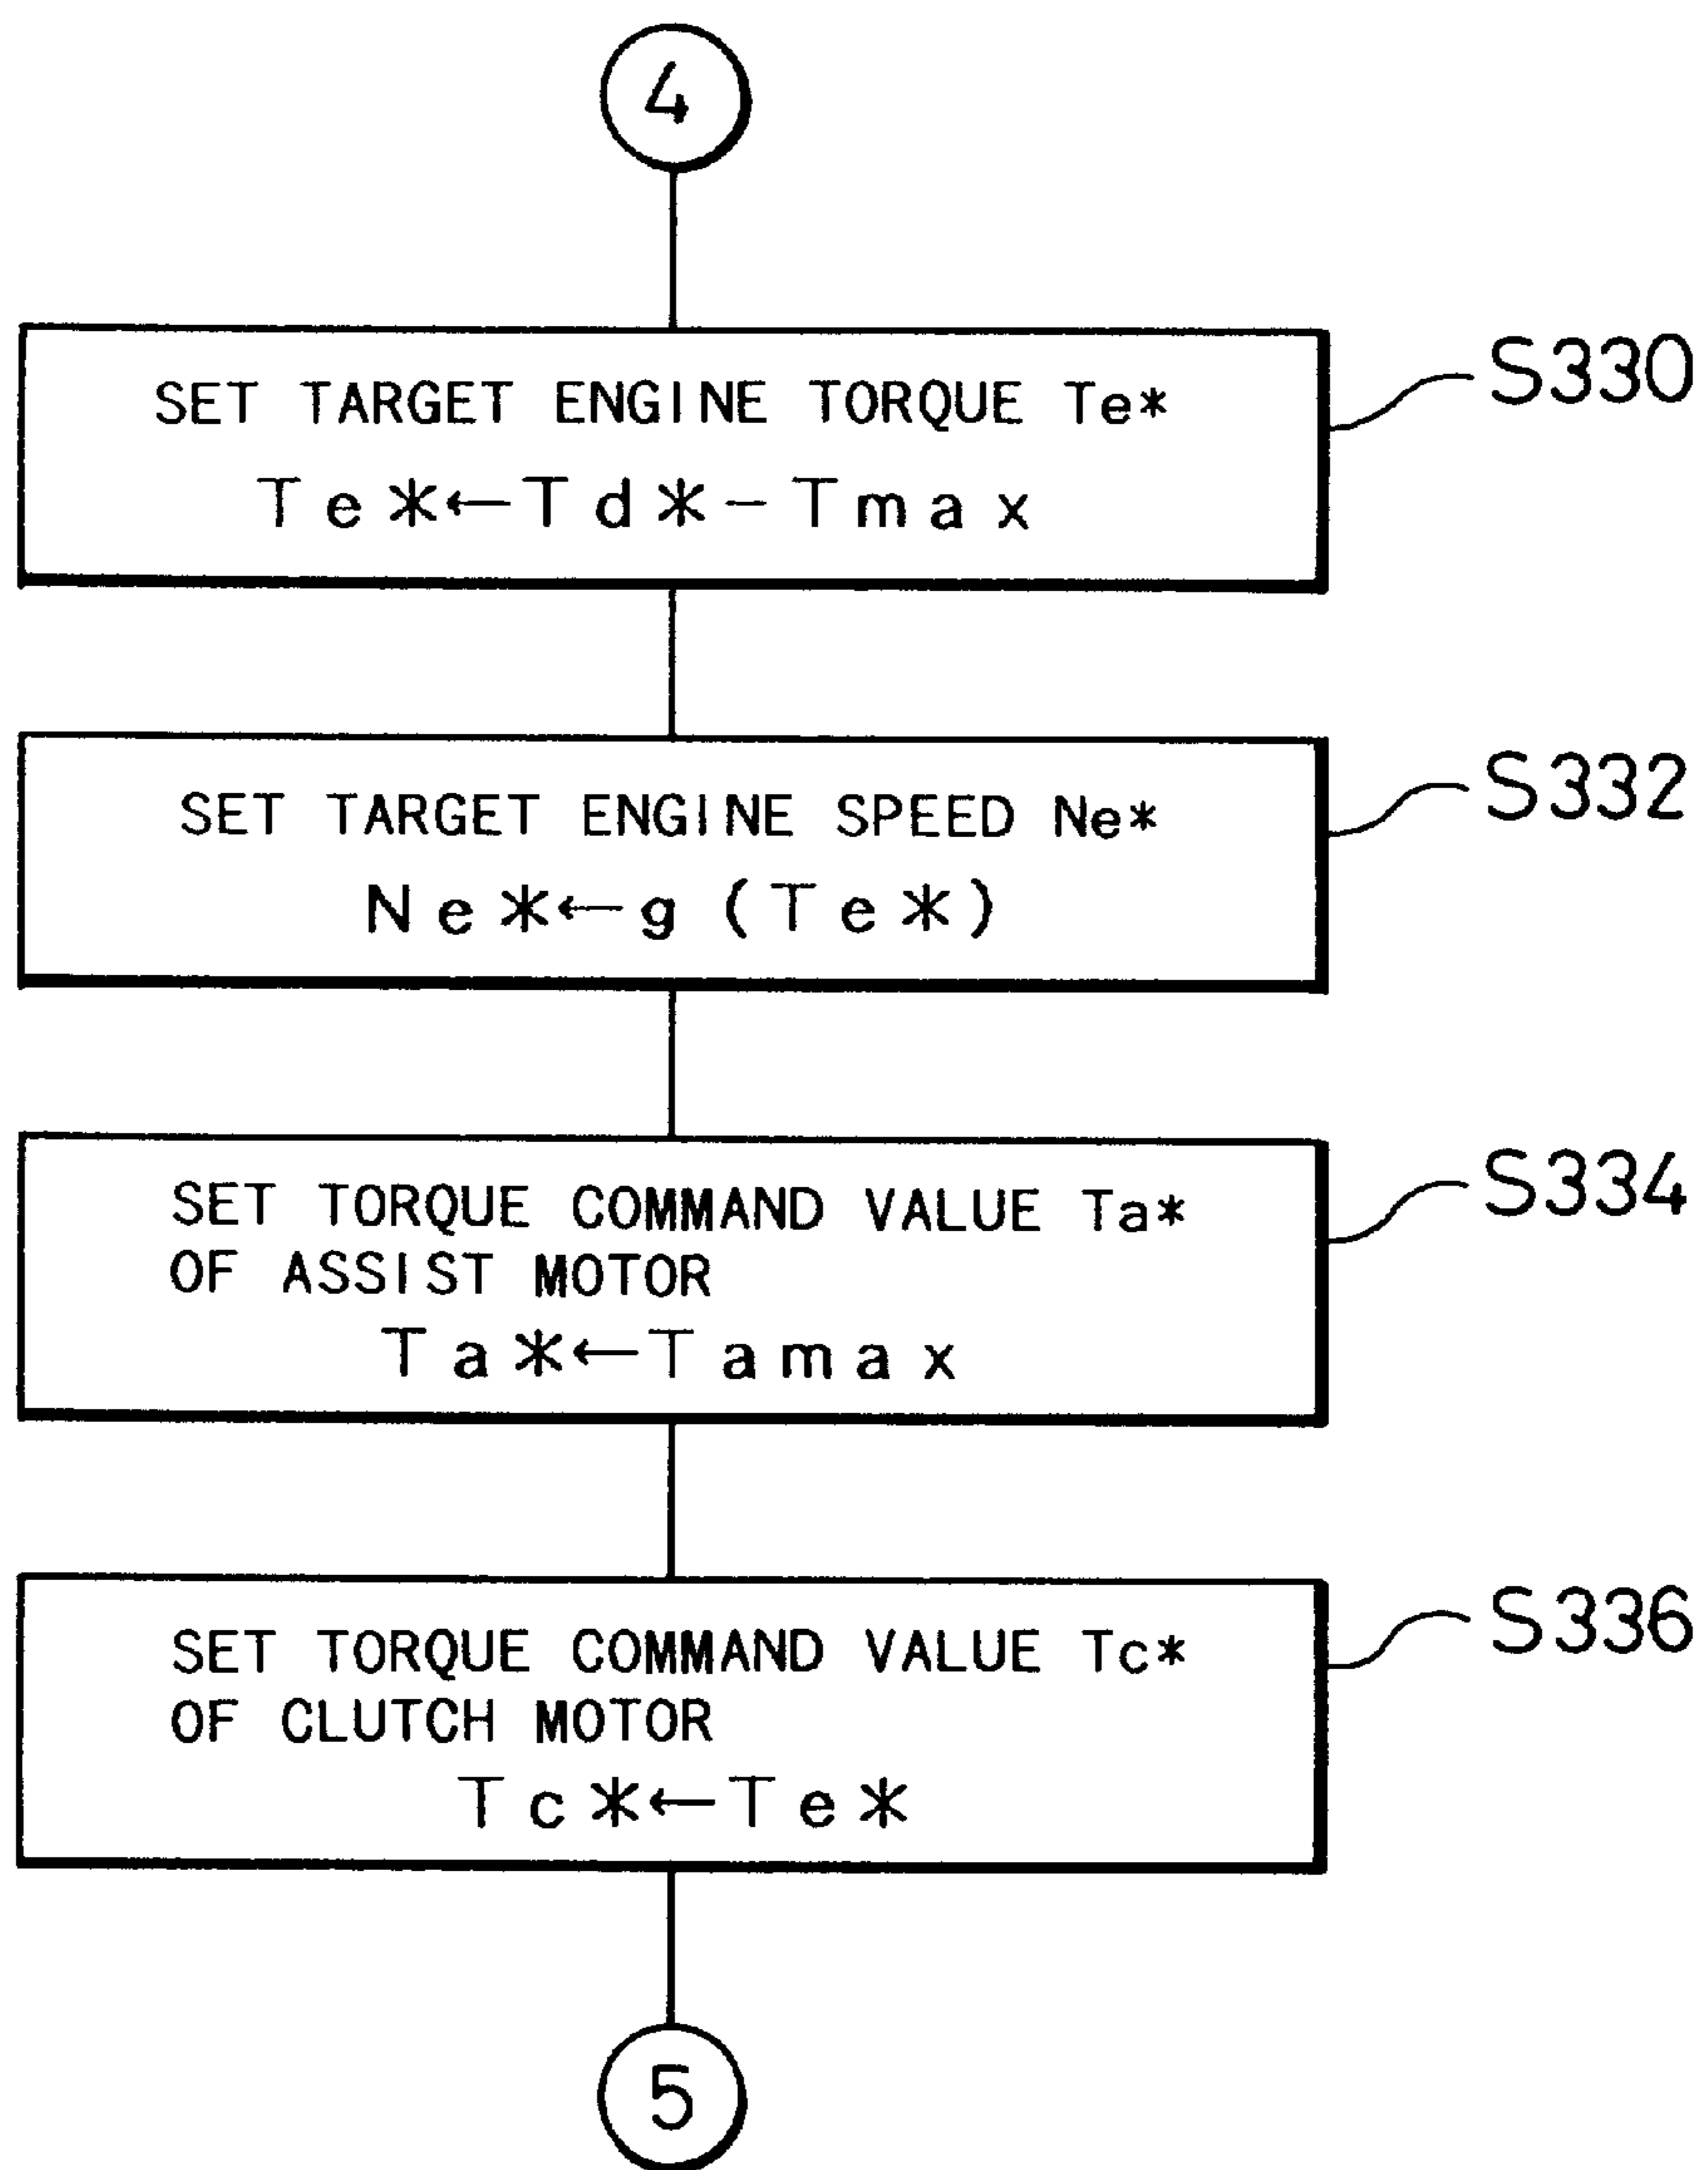 4
SET TARGET ENGINE TORQUE Te*
Te*←Td*-Tmax
S330
SET TARGET ENGINE SPEED Ne*
Ne*←g(Te*)
S332
SET TORQUE COMMAND VALUE Ta*
OF ASSIST MOTOR
Ta*←Tamax
S334
SET TORQUE COMMAND VALUE Tc*
OF CLUTCH MOTOR
Tc*←Te*
S336
5